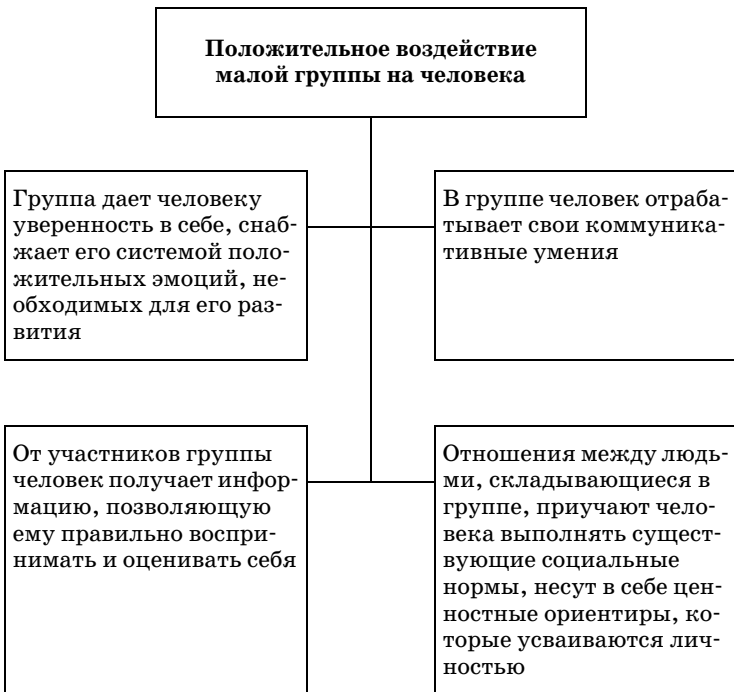 Положительное воздействие
малой группы на человека
Группа дает человеку
уверенность в себе, снаб-
жает его системой поло-
жительных эмоций, не-
обходимых для его раз-
вития
В группе человек отраба-
тывает свои коммуника-
тивные умения
От участников группы
человек получает инфор-
мацию, позволяющую
ему правильно воспри-
нимать и оценивать себя
Отношения между людь-
ми, складывающиеся в
группе, приучают чело-
века выполнять сущест-
вующие социальные
нормы, несут в себе цен-
ностные ориентиры, ко-
торые усваиваются лич-
ностью